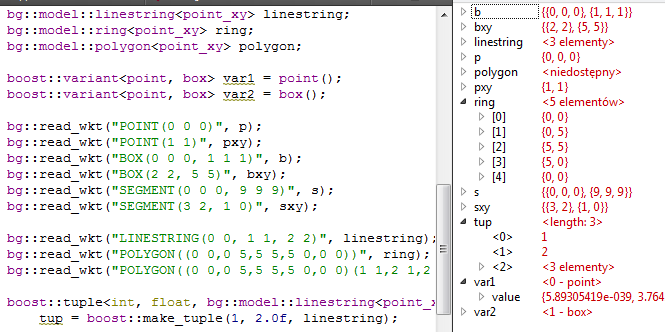 bg::model::linestring<point_xy> linestring;
bg::model::ring<point_xy> ring;
bg::model::polygon<point_xy> polygon;
boost::variant<point, box> var1 = point();
boost::variant<point, box> var2 = box();
bg::read_wkt("POINT(0 0 0)", p);
bg::read_wkt("POINT(1 1)", pxy);
bg::read_wkt("BOX(0 0 0, 1 1 1)", b);
bg::read_wkt("BOX(2 2, 5 5)", bxy);
bg::read_wkt("SEGMENT(0 0 0, 9 9 9)", s);
bg::read_wkt("SEGMENT(3 2, 1 0)", sxy);
bg::read_wkt("LINESTRING(0 0, 1 1, 2 2)", linestring);
bg::read_wkt("POLYGON((0 0,0 5,5 5,5 0,0 0))", ring);
bg::read_wkt("POLYGON((0 0,0 5,5 5,5 0,0 0)(1 1,2 1,2
boost::tuple<int, float, bg::model::linestring<point_x
tup = boost::make_tuple(1, 2.0f, linestring);
b {{0, 0, 0}, {1, 1, 1}}
bxy {{2, 2}, {5, 5}}
linestring <3 elementy>
p {0, 0, 0}
polygon <niedostępny>
pxy {1, 1}
ring <5 elementów>
[0] {0, 0}
[1] {0, 5}
[2] {5, 5}
[3] {5, 0}
[4] {0, 0}
s {{0, 0, 0}, {9, 9, 9}}
sxy {{3, 2}, {1, 0}}
tup <length: 3>
<0> 1
<1> 2
<2> <3 elementy>
var1 <0 - point>
value {5.89305419e-039, 3.764
var2 <1 - box>